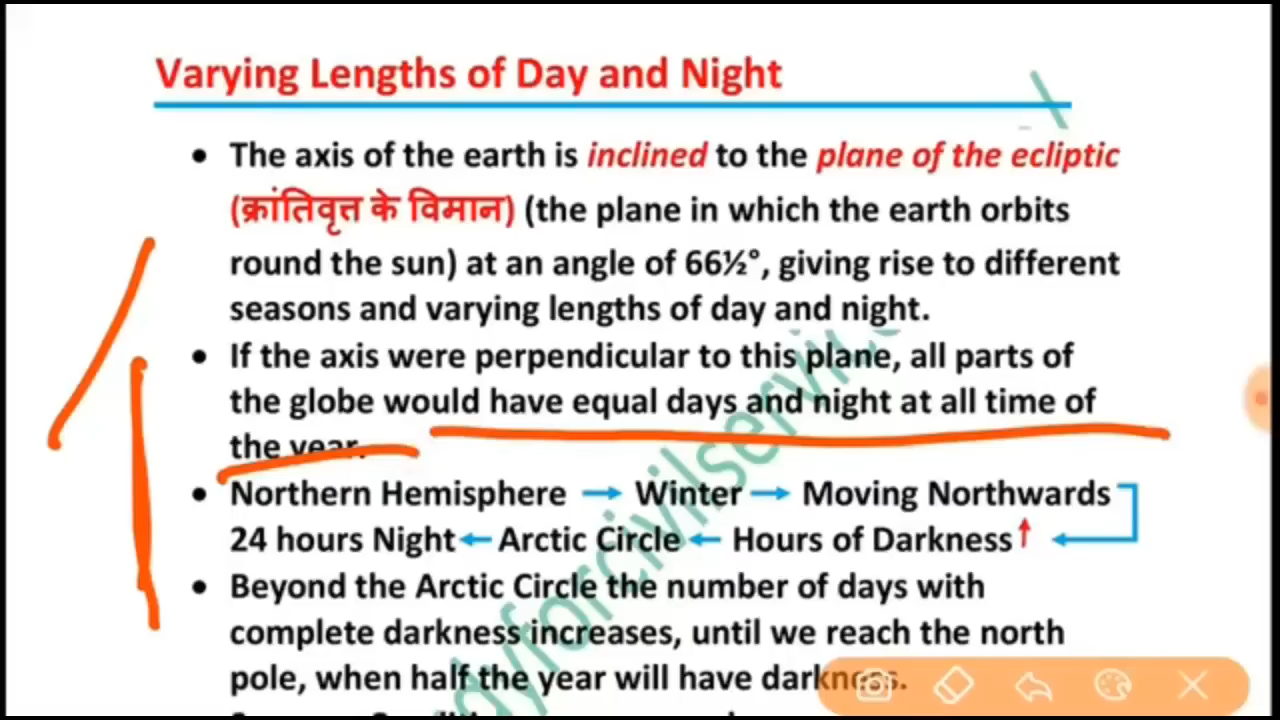 Varying Lengths of Day and Night
• The axis of the earth is inclined to the plane of the ecliptic
(क्रांतिवृत्त के विमान) (the plane in which the earth orbits
round the sun) at an angle of 66½°, giving rise to different
seasons and varying lengths of day and night.
• If the axis were perpendicular to this plane, all parts of
the globe would have equal days and night at all time of
the year.
• Northern Hemisphere → Winter → Moving Northwards
24 hours Night ← Arctic Circle ← Hours of Darkness ↑ ←
• Beyond the Arctic Circle the number of days with
complete darkness increases, until we reach the north
pole, when half the year will have darkness.